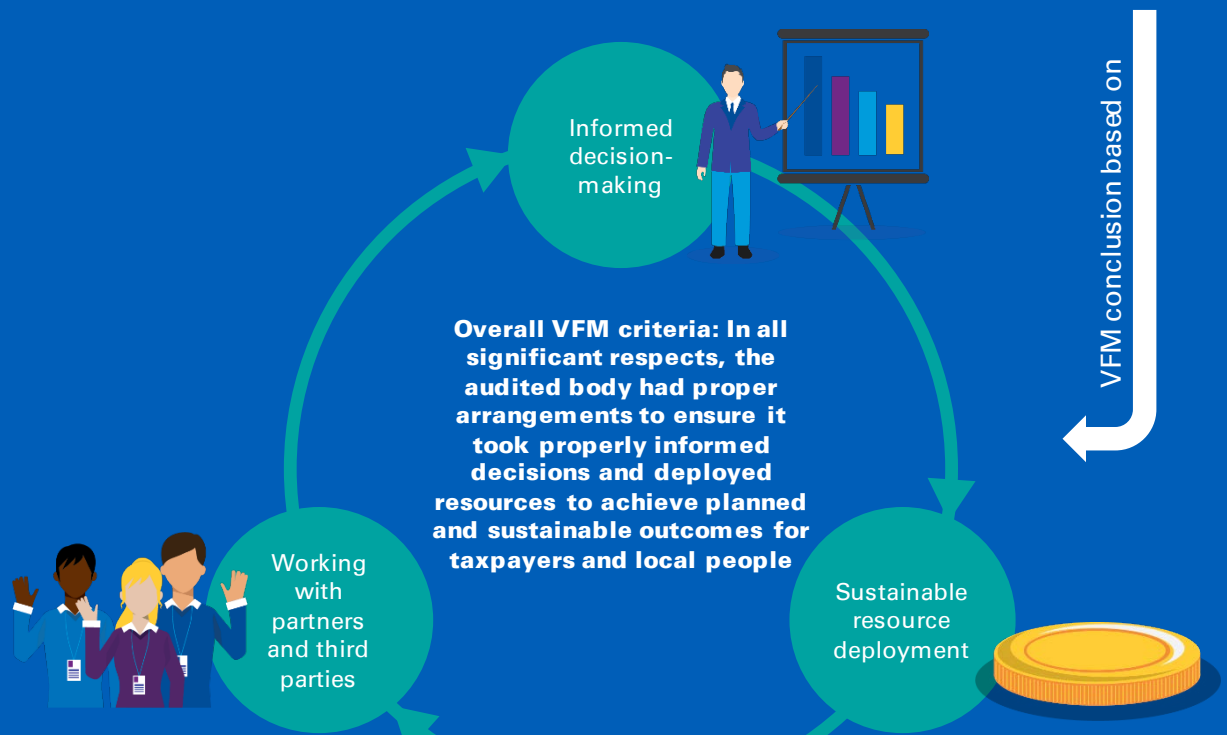 Informed
decision-
making
VFM conclusion based on
Overall VFM criteria: In all
significant respects, the
audited body had proper
arrangements to ensure it
took properly informed
decisions and deployed
resources to achieve planned
and sustainable outcomes for
taxpayers and local people
Working
with
partners
and third
parties
Sustainable
resource
deployment